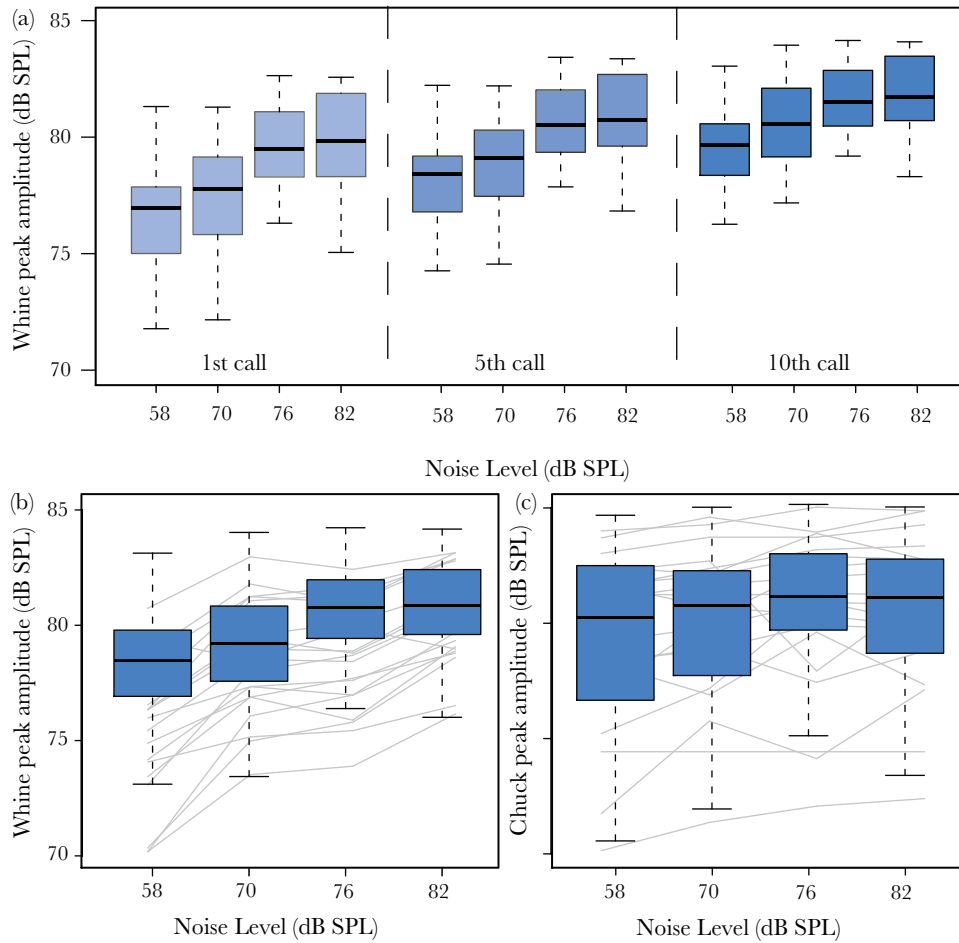 (a)
Whine peak amplitude (dB SPL)
85
80
75
70
1st call
5th call
10th call
58 70 76 82 58 70 76 82 58 70 76 82
Noise Level (dB SPL)
(b)
Whine peak amplitude (dB SPL)
85
80
75
70
58 70 76 82
Noise Level (dB SPL)
(c)
Chuck peak amplitude (dB SPL)
58 70 76 82
Noise Level (dB SPL)